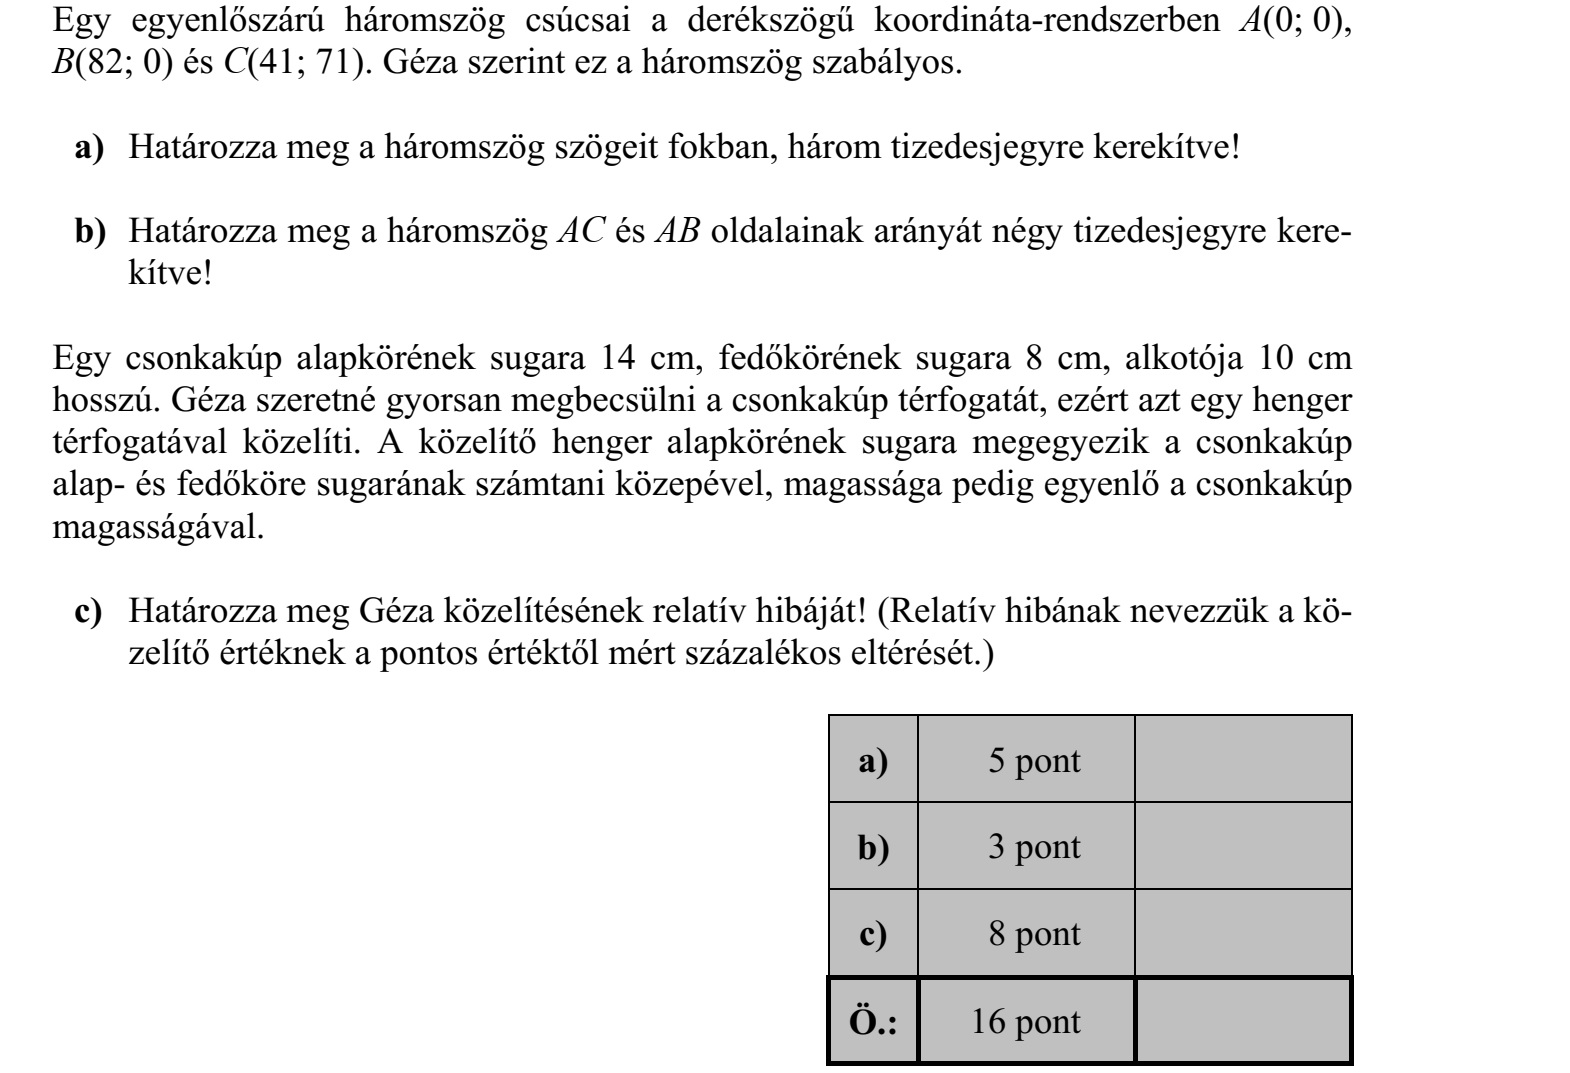 Egy egyenlőszárú háromszög csúcsai a derékszögű koordináta-rendszerben A(0; 0),
B(82; 0) és C(41; 71). Géza szerint ez a háromszög szabályos.
a) Határozza meg a háromszög szögeit fokban, három tizedesjegyre kerekítve!
b) Határozza meg a háromszög AC és AB oldalainak arányát négy tizedesjegyre kere-
kítve!
Egy csonkakúp alapkörének sugara 14 cm, fedőkörének sugara 8 cm, alkotója 10 cm
hosszú. Géza szeretné gyorsan megbecsülni a csonkakúp térfogatát, ezért azt egy henger
térfogatával közelíti. A közelítő henger alapkörének sugara megegyezik a csonkakúp
alap- és fedőköre sugarának számtani közepével, magassága pedig egyenlő a csonkakúp
magasságával.
c) Határozza meg Géza közelítésének relatív hibáját! (Relatív hibának nevezzük a kö-
zelítő értéknek a pontos értéktől mért százalékos eltérését.)
a) 5 pont
b) 3 pont
c) 8 pont
Ö.: 16 pont